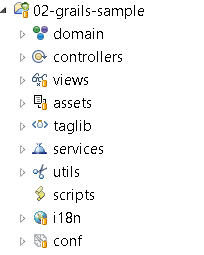 02-grails-sample
domain
controllers
views
assets
taglib
services
utils
scripts
i18n
conf